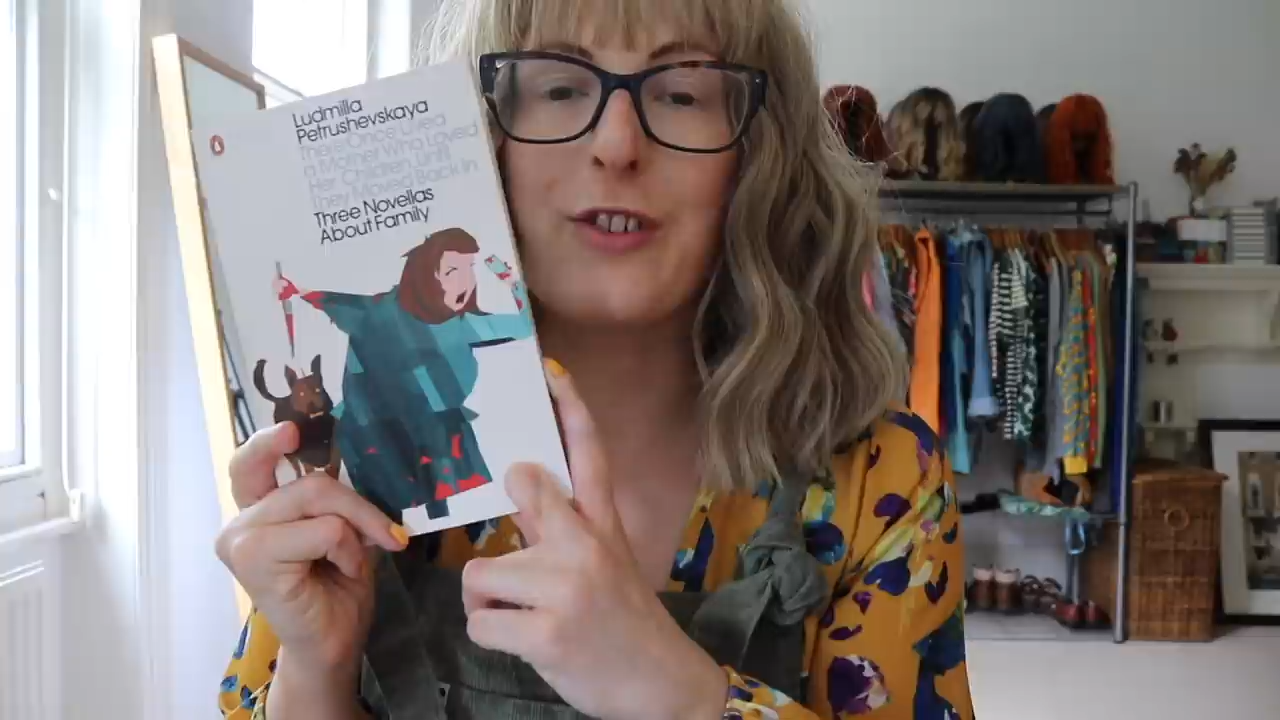 Ludmilla
Petrushevskaya
There Once Lived
a Mother Who Loved
Her Children, Until
They Moved Back In
Three Novellas
About Family